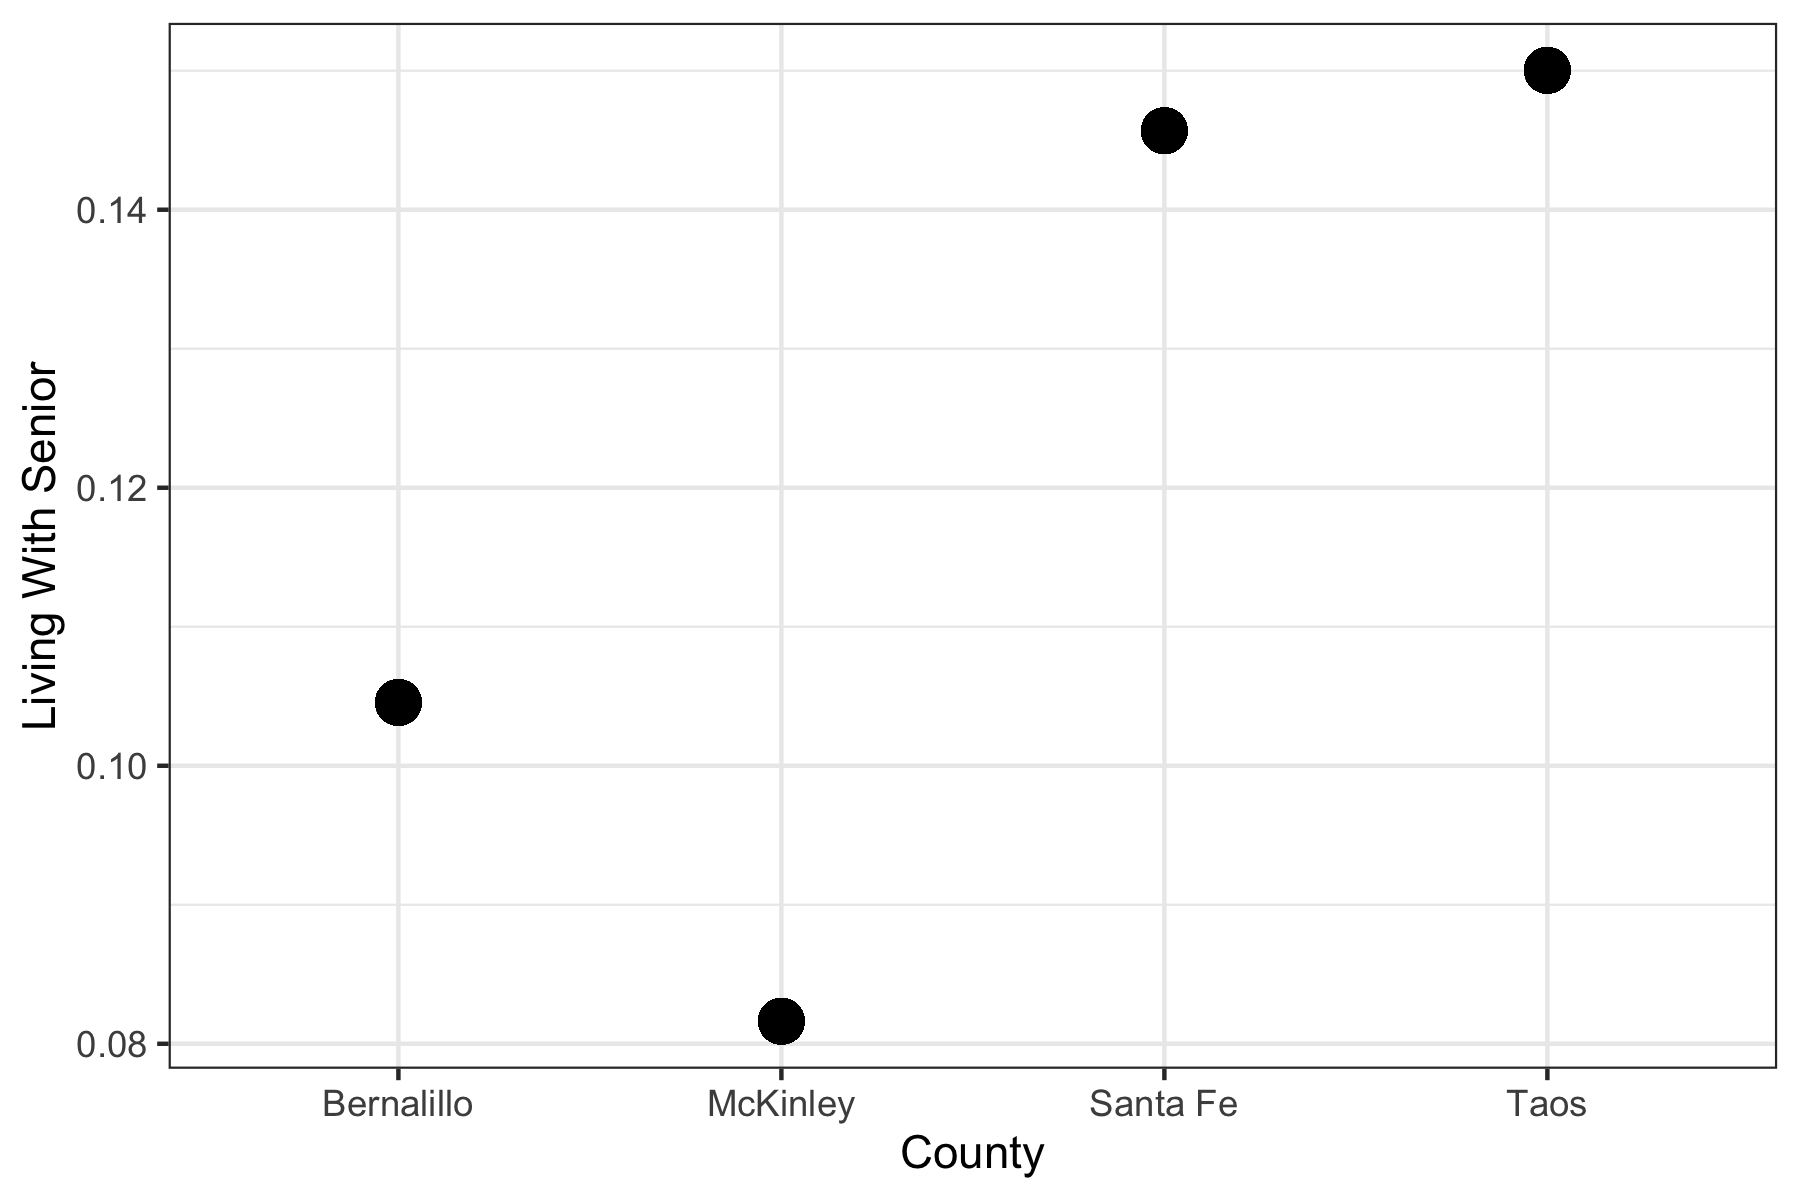 Living With Senior
0.14
0.12
0.10
0.08
Bernalillo
McKinley
Santa Fe
Taos
County